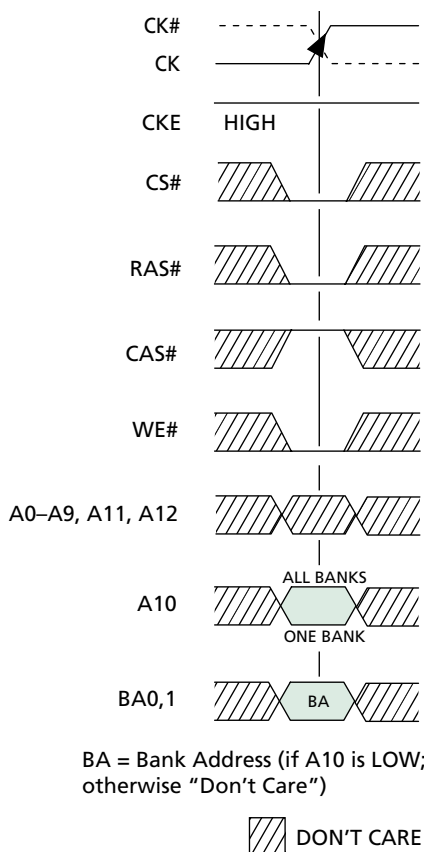 CK#
CK
CKE HIGH
CS#
RAS#
CAS#
WE#
A0–A9, A11, A12
ALL BANKS
A10
ONE BANK
BA0,1 BA
BA = Bank Address (if A10 is LOW;
otherwise “Don’t Care”)
DON’T CARE